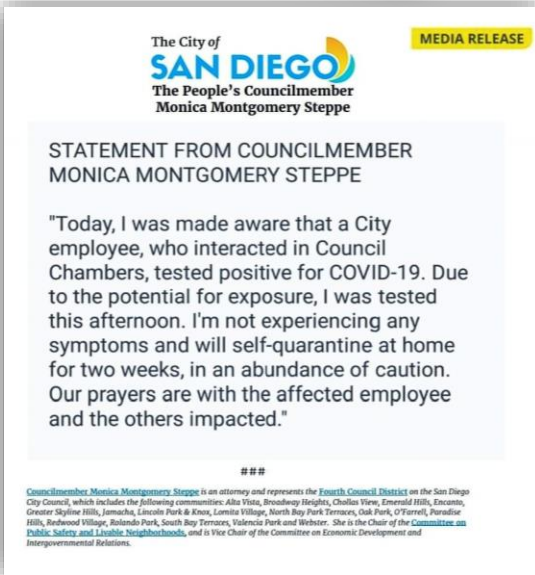 The City of
MEDIA RELEASE
SAN DIEGO
The People's Councilmember
Monica Montgomery Steppe
STATEMENT FROM COUNCILMEMBER
MONICA MONTGOMERY STEPPE
"Today, I was made aware that a City
employee, who interacted in Council
Chambers, tested positive for COVID-19. Due
to the potential for exposure, I was tested
this afternoon. I'm not experiencing any
symptoms and will self-quarantine at home
for two weeks, in an abundance of caution.
Our prayers are with the affected employee
and the others impacted."
###
Councilmember Monica Montgomery Steppe is an attorney and represents the Fourth Council District on the San Diego
City Council, which includes the following communities: Alta Vista, Broadway Heights, Chollas View, Emerald Hills, Encanto,
Greater Skyline Hills, Jamacha, Lincoln Park & Knox, Lomita Village, North Bay Park Terraces, Oak Park, O'Farrell, Paradise
Hills, Redwood Village, Rolando Park, South Bay Terraces, Valencia Park and Webster. She is the Chair of the Committee on
Public Safety and Livable Neighborhoods, and is Vice Chair of the Committee on Economic Development and
Intergovernmental Relations.